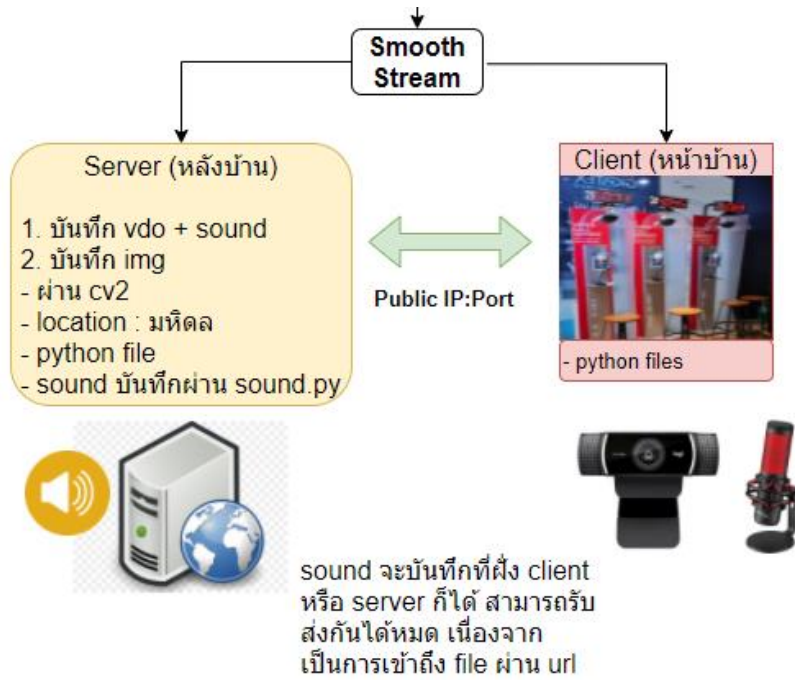 Smooth
Stream
Server (หลังบ้าน)
1. บันทึก vdo + sound
2. บันทึก img
- ผ่าน cv2
- location : มหิดล
- python file
- sound บันทึกผ่าน sound.py
Public IP:Port
Client (หน้าบ้าน)
- python files
sound จะบันทึกที่ฝั่ง client
หรือ server ก็ได้ สามารถรับ
ส่งกันได้หมด เนื่องจาก
เป็นการเข้าถึง file ผ่าน url